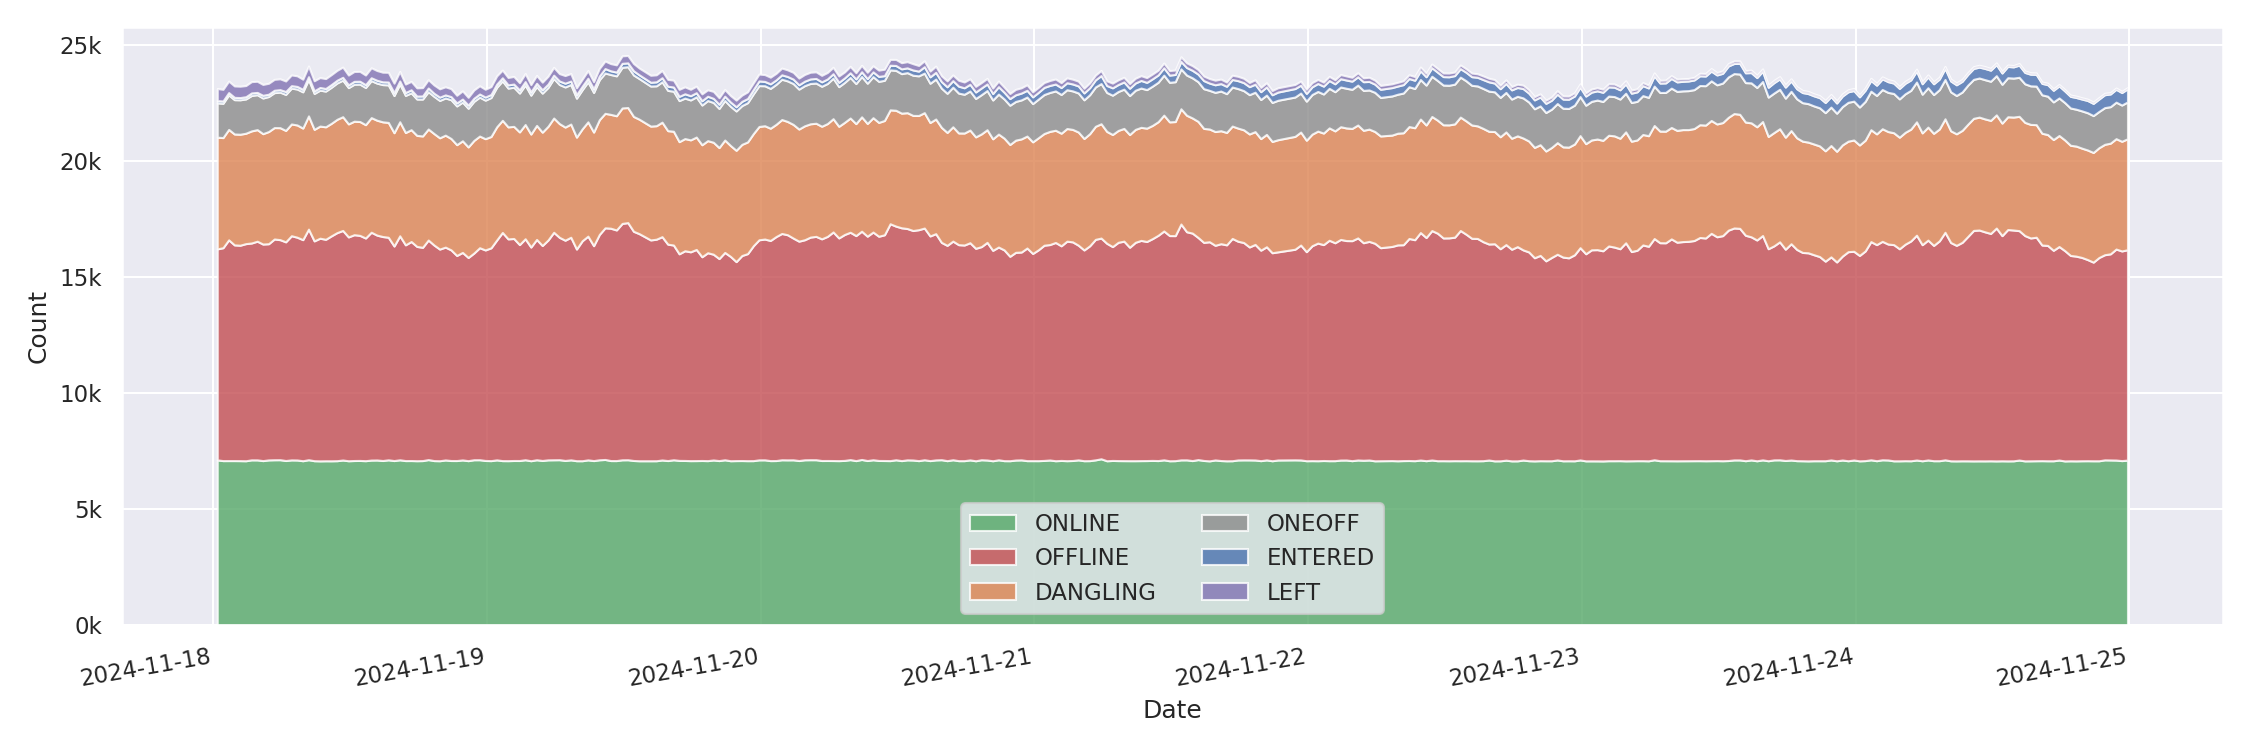 25k
20k
15k
10k
5k
0k
Count
ONLINE
OFFLINE
DANGLING
ONEOFF
ENTERED
LEFT
2024-11-18
2024-11-19
2024-11-20
2024-11-21
2024-11-22
2024-11-23
2024-11-24
2024-11-25
Date